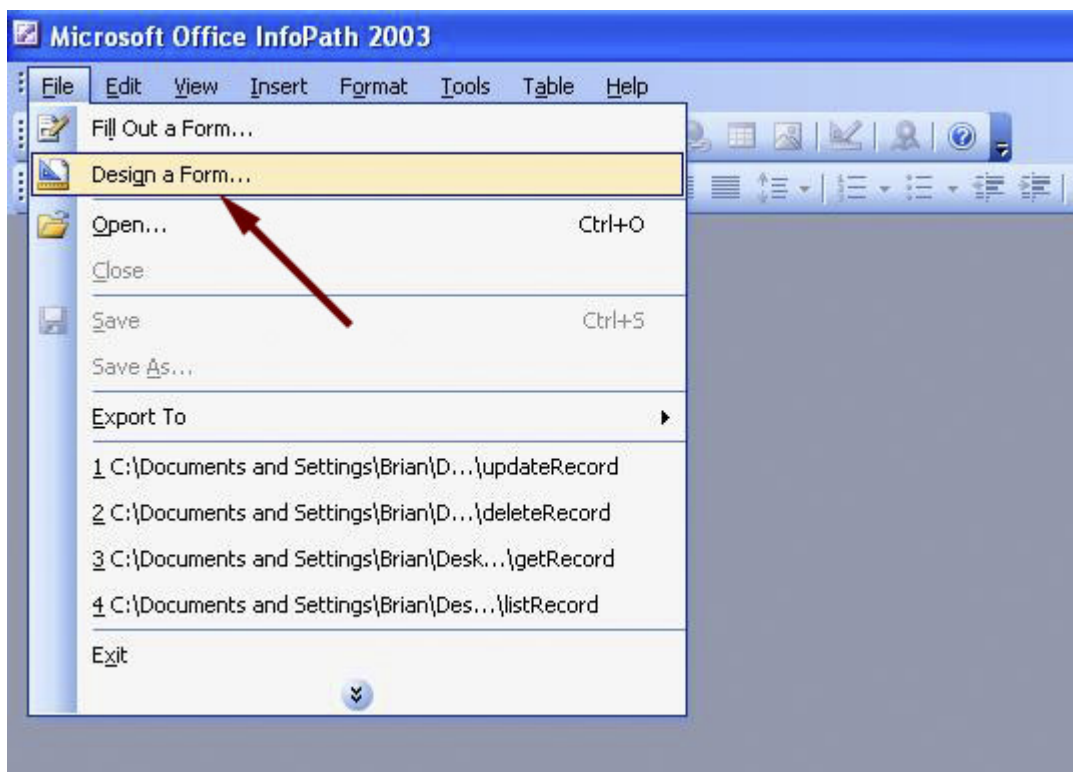 Microsoft Office InfoPath 2003
File Edit View Insert Format Tools Table Help
Fill Out a Form...
Design a Form...
Open... Ctrl+O
Close
Save Ctrl+S
Save As...
Export To
1 C:\Documents and Settings\Brian\D...\updateRecord
2 C:\Documents and Settings\Brian\D...\deleteRecord
3 C:\Documents and Settings\Brian\Desk...\getRecord
4 C:\Documents and Settings\Brian\Des...\listRecord
Exit